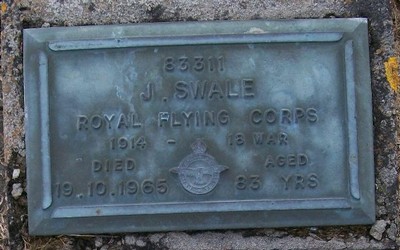 83311
J. SWALE
ROYAL FLYING CORPS
1914 - 18 WAR
DIED AGED
19.10.1965 83 YRS